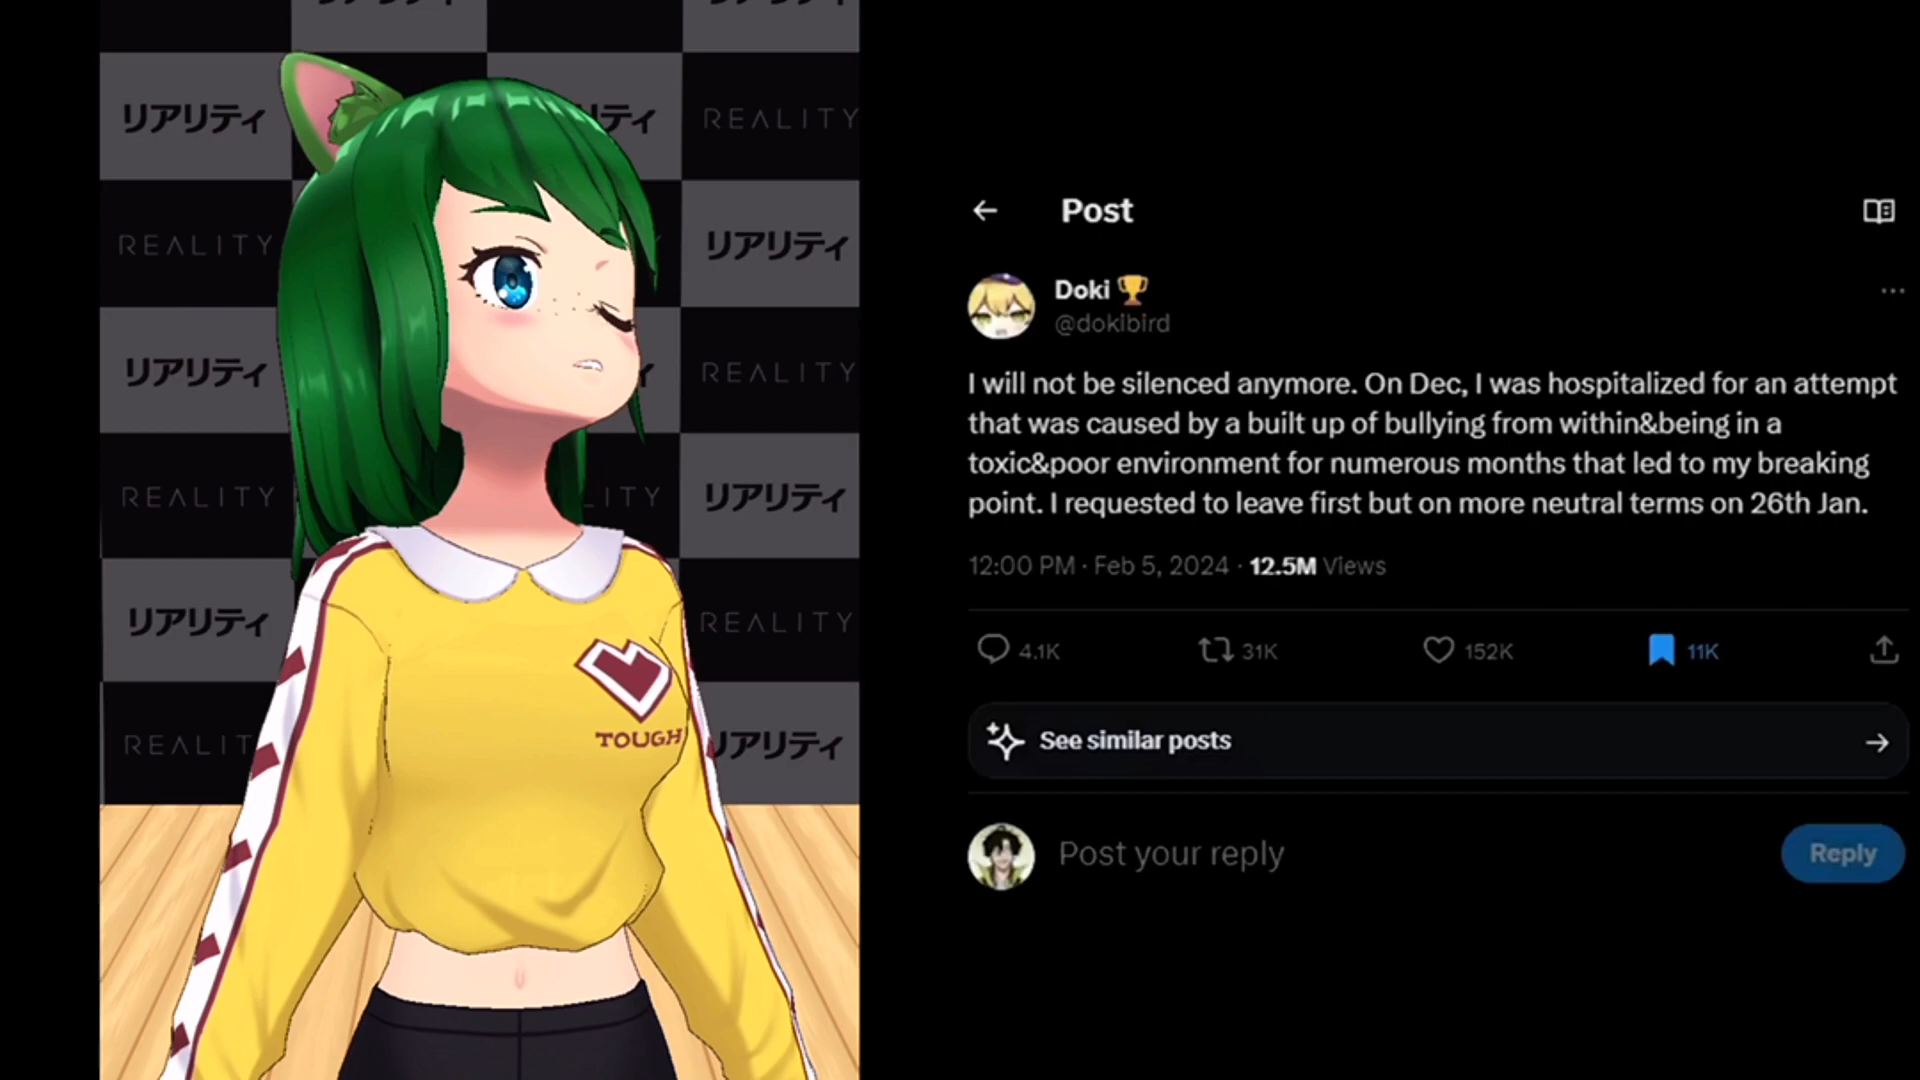 リアリティ
リティ
REALITY
REALITY
リアリティ
リアリティ
REALITY
REALITY
リアリティ
リアリティ
REALITY
リアリティ
TOUGH
Post
Doki
@dokibird
I will not be silenced anymore. On Dec, I was hospitalized for an attempt
that was caused by a built up of bullying from within&being in a
toxic&poor environment for numerous months that led to my breaking
point. I requested to leave first but on more neutral terms on 26th Jan.
12:00 PM · Feb 5, 2024 · 12.5M Views
4.1K 31K 152K 11K
See similar posts
Post your reply
Reply